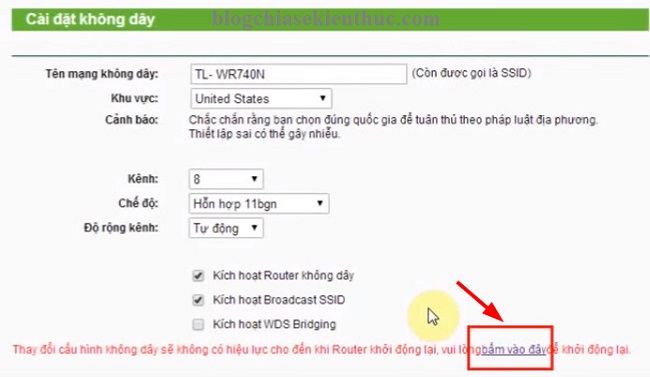 blogchiasekienthuc.com
Cài đặt không dây
Tên mạng không dây: TL- WR740N (Còn được gọi là SSID)
Khu vực: United States
Cảnh báo: Chắc chắn rằng bạn chọn đúng quốc gia để tuân thủ theo pháp luật địa phương.
Thiết lập sai có thể gây nhiễu.
Kênh: 8
Chế độ: Hỗn hợp 11bgn
Độ rộng kênh: Tự động
Kích hoạt Router không dây
Kích hoạt Broadcast SSID
Kích hoạt WDS Bridging
Thay đổi cấu hình không dây sẽ không có hiệu lực cho đến khi Router khởi động lại, vui lòng bấm vào đây để khởi động lại.